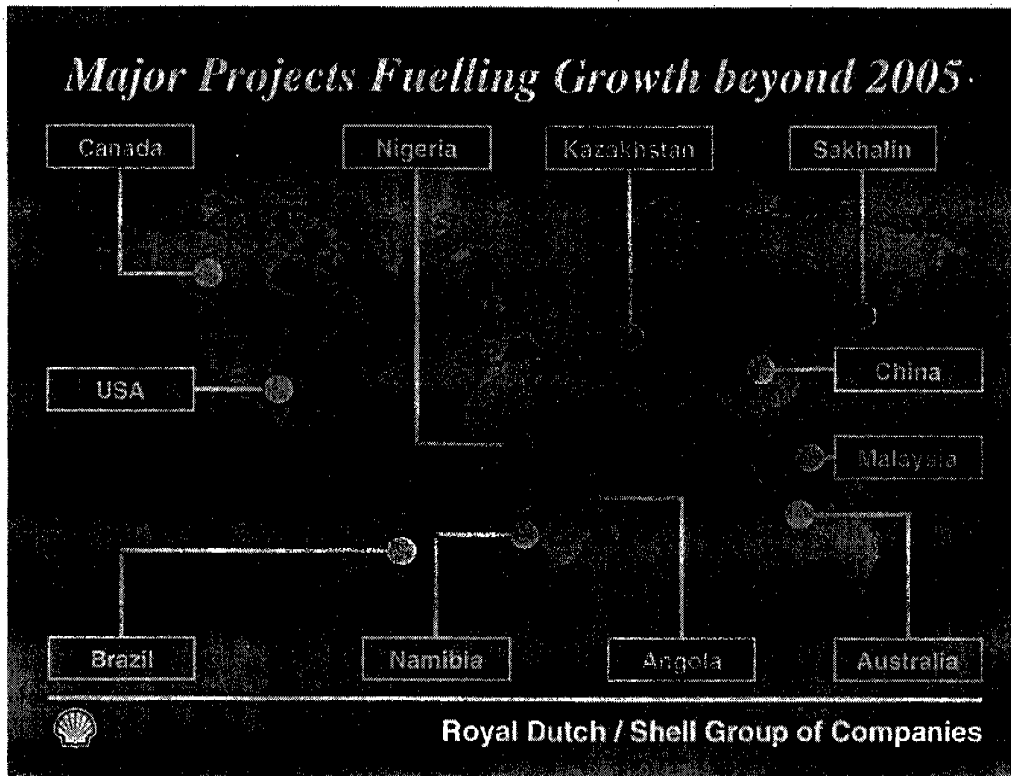 Major Projects Fuelling Growth beyond 2005
Canada
Nigeria
Kazakhstan
Sakhalin
USA
China
Malaysia
Brazil
Namibia
Angola
Australia
Royal Dutch / Shell Group of Companies